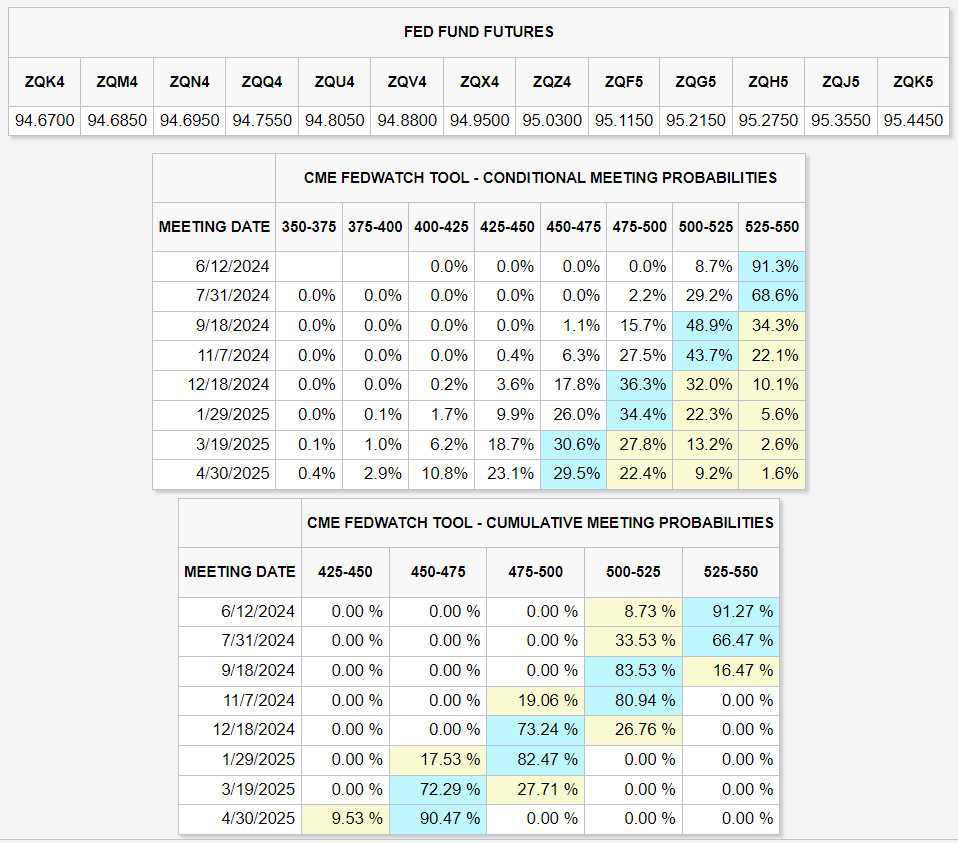 FED FUND FUTURES
ZQK4 ZQM4 ZQN4 ZQQ4 ZQU4 ZQV4 ZQX4 ZQZ4 ZQF5 ZQG5 ZQH5 ZQJ5 ZQK5
94.6700 94.6850 94.6950 94.7550 94.8050 94.8800 94.9500 95.0300 95.1150 95.2150 95.2750 95.3550 95.4450
CME FEDWATCH TOOL - CONDITIONAL MEETING PROBABILITIES
MEETING DATE 350-375 375-400 400-425 425-450 450-475 475-500 500-525 525-550
6/12/2024 0.0% 0.0% 0.0% 0.0% 8.7% 91.3%
7/31/2024 0.0% 0.0% 0.0% 0.0% 0.0% 2.2% 29.2% 68.6%
9/18/2024 0.0% 0.0% 0.0% 0.0% 1.1% 15.7% 48.9% 34.3%
11/7/2024 0.0% 0.0% 0.0% 0.4% 6.3% 27.5% 43.7% 22.1%
12/18/2024 0.0% 0.0% 0.2% 3.6% 17.8% 36.3% 32.0% 10.1%
1/29/2025 0.0% 0.1% 1.7% 9.9% 26.0% 34.4% 22.3% 5.6%
3/19/2025 0.1% 1.0% 6.2% 18.7% 30.6% 27.8% 13.2% 2.6%
4/30/2025 0.4% 2.9% 10.8% 23.1% 29.5% 22.4% 9.2% 1.6%
CME FEDWATCH TOOL - CUMULATIVE MEETING PROBABILITIES
MEETING DATE 425-450 450-475 475-500 500-525 525-550
6/12/2024 0.00 % 0.00 % 0.00 % 8.73 % 91.27 %
7/31/2024 0.00 % 0.00 % 0.00 % 33.53 % 66.47 %
9/18/2024 0.00 % 0.00 % 0.00 % 83.53 % 16.47 %
11/7/2024 0.00 % 0.00 % 19.06 % 80.94 % 0.00 %
12/18/2024 0.00 % 0.00 % 73.24 % 26.76 % 0.00 %
1/29/2025 0.00 % 17.53 % 82.47 % 0.00 % 0.00 %
3/19/2025 0.00 % 72.29 % 27.71 % 0.00 % 0.00 %
4/30/2025 9.53 % 90.47 % 0.00 % 0.00 % 0.00 %